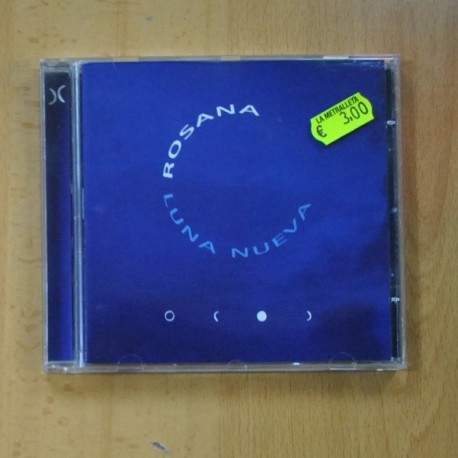 ROSANA
LUNA NUEVA
LA METRALLETA
€ 3,00